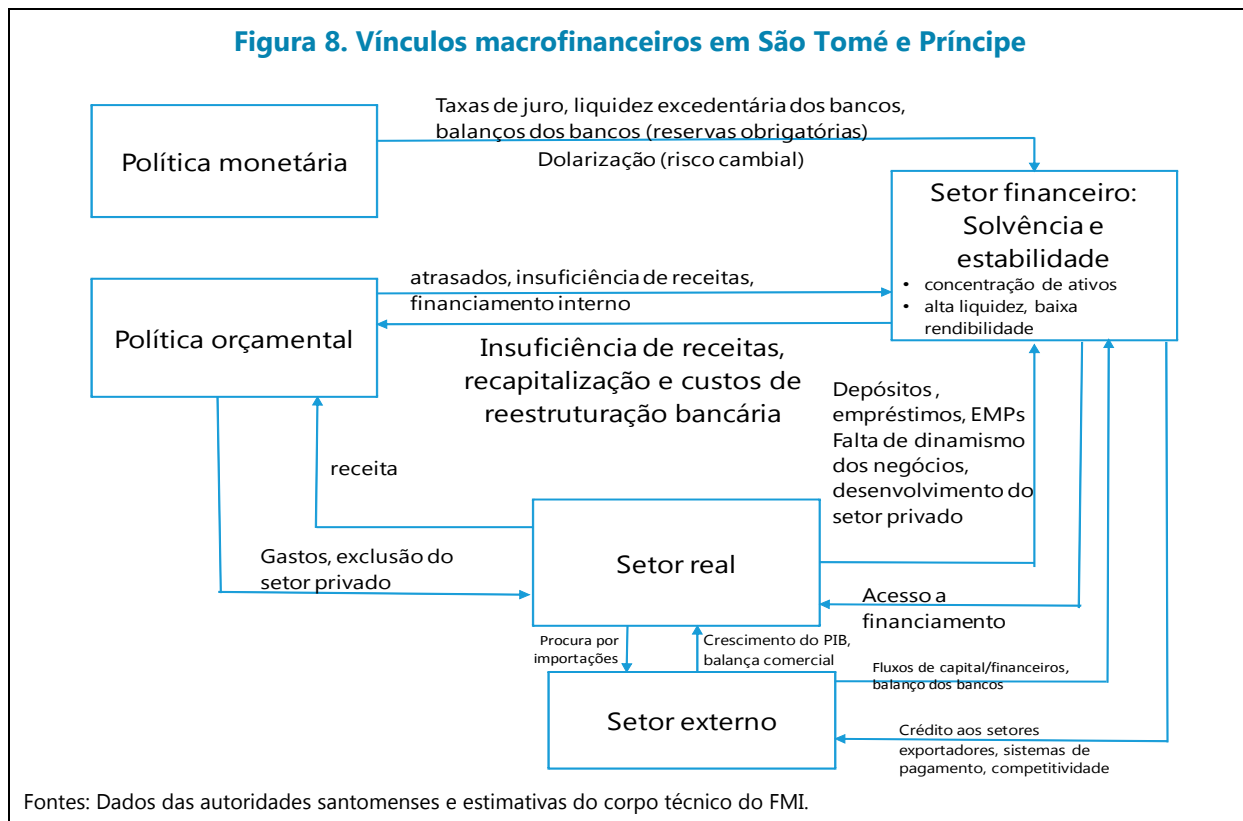 Figura 8. Vínculos macrofinanceiros em São Tomé e Príncipe
Taxas de juro, liquidez excedentária dos bancos,
balanços dos bancos (reservas obrigatórias)
Dolarização (risco cambial)
Política monetária
Setor financeiro:
Solvência e
estabilidade
• concentração de ativos
• alta liquidez, baixa
rendibilidade
atrasados, insuficiência de receitas,
financiamento interno
Política orçamental
Insuficiência de receitas,
recapitalização e custos de
reestruturação bancária
Depósitos ,
empréstimos, EMPs
Falta de dinamismo
dos negócios,
desenvolvimento do
setor privado
receita
Gastos, exclusão do
setor privado
Setor real
Acesso a
financiamento
Procura por
importações
Crescimento do PIB,
balança comercial
Fluxos de capital/financeiros,
balanço dos bancos
Setor externo
Crédito aos setores
exportadores, sistemas de
pagamento, competitividade
Fontes: Dados das autoridades santomenses e estimativas do corpo técnico do FMI.